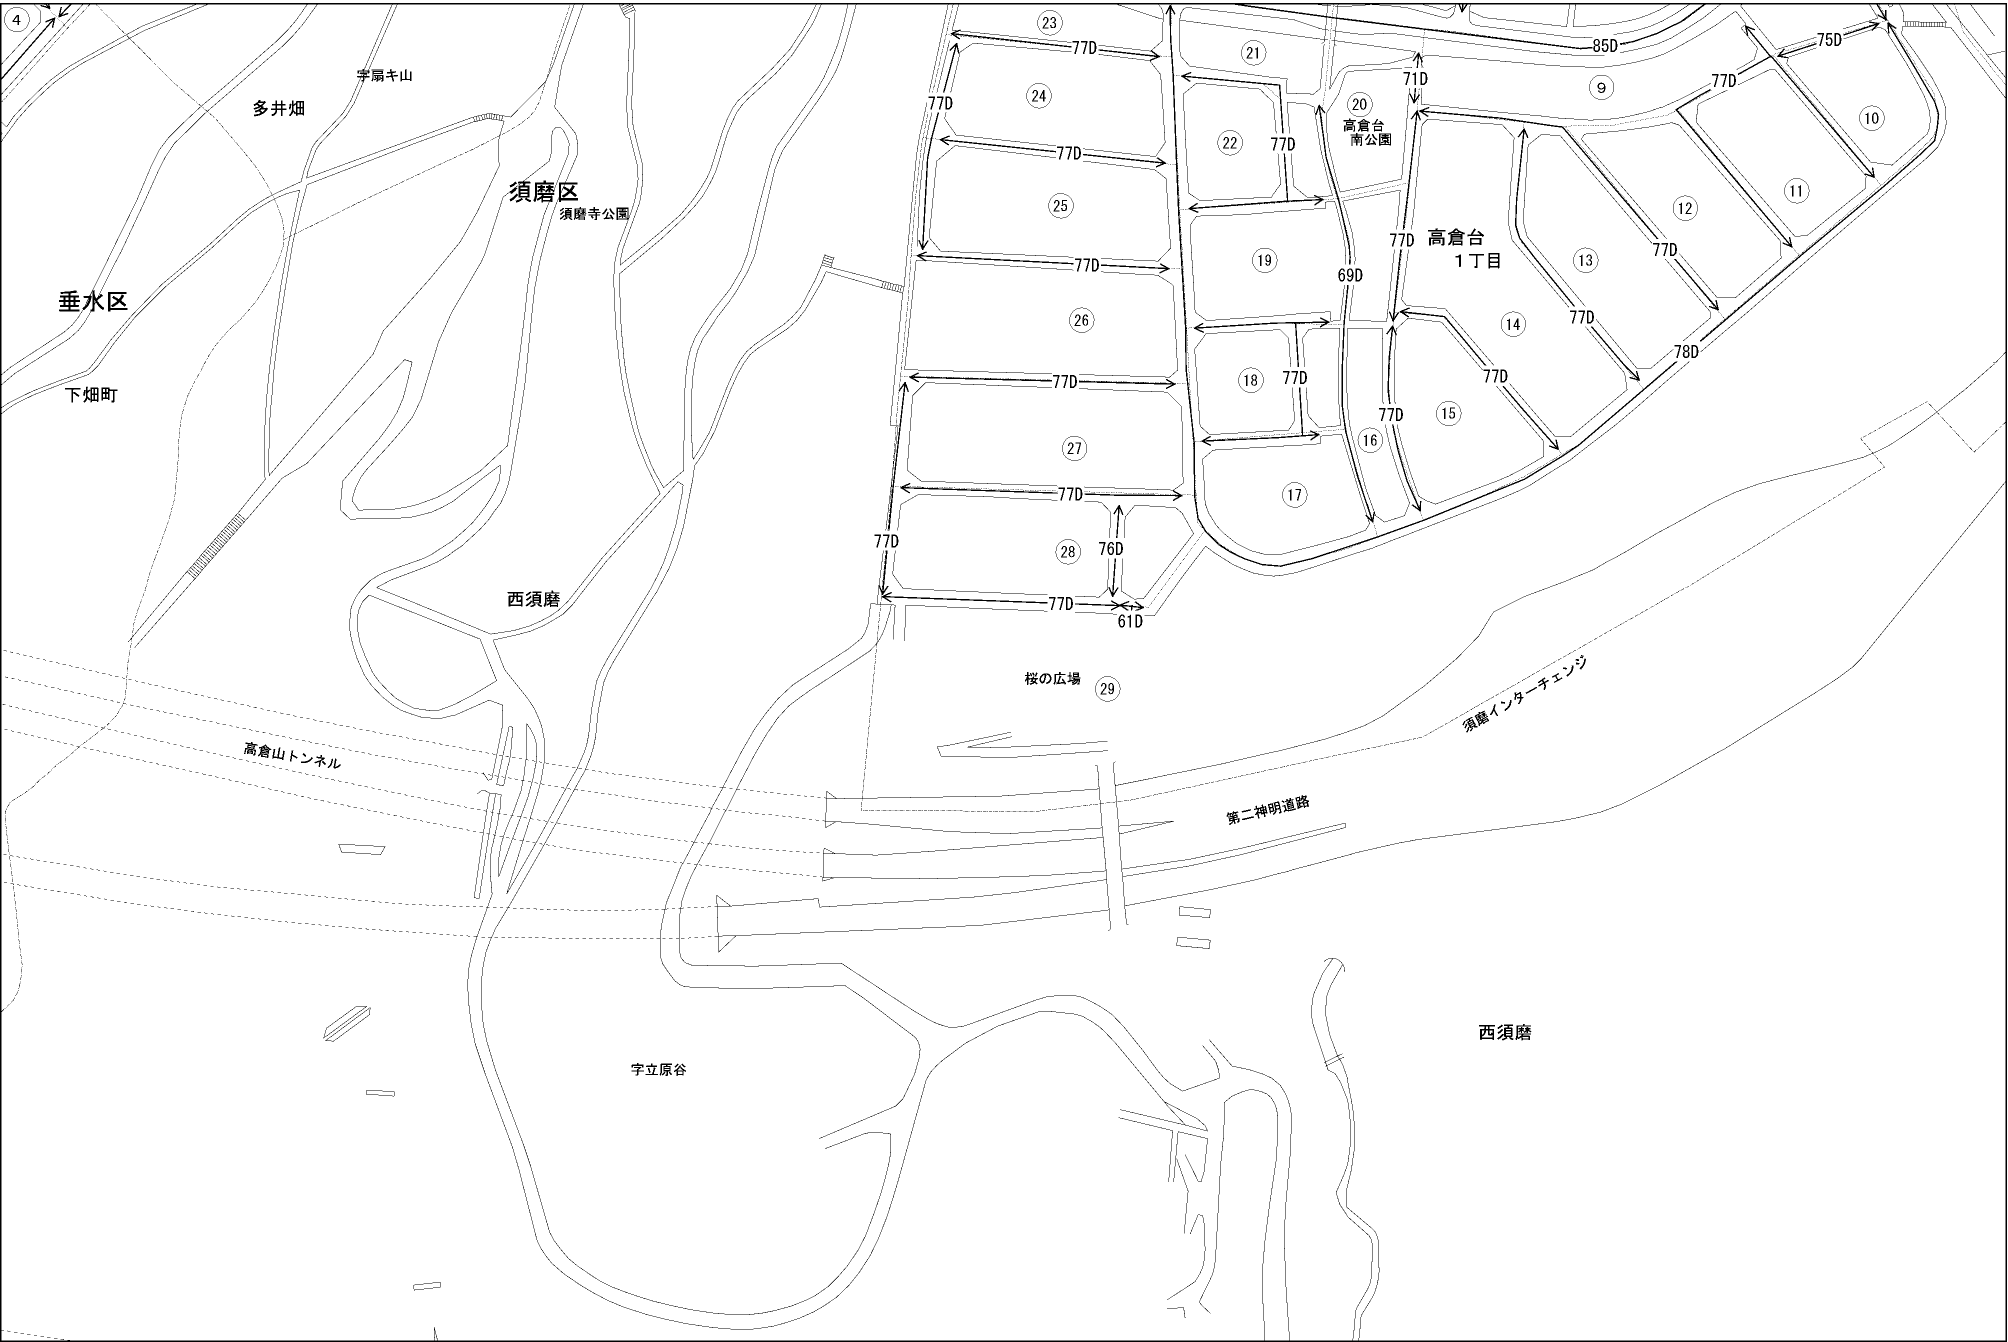 4
23
77D
85D
75D
21
字扇キ山
71D
77D
9
24
77D
20
多井畑
高倉台
南公園
10
22
77D
77D
須磨区
11
須磨寺公園
25
12
高倉台
1丁目
77D
77D
19
13
77D
69D
垂水区
26
77D
14
78D
77D
18
77D
77D
下畑町
77D
15
16
27
17
77D
77D
76D
28
西須磨
77D
61D
須磨インターチェンジ
桜の広場
29
高倉山トンネル
第二神明道路
西須磨
字立原谷